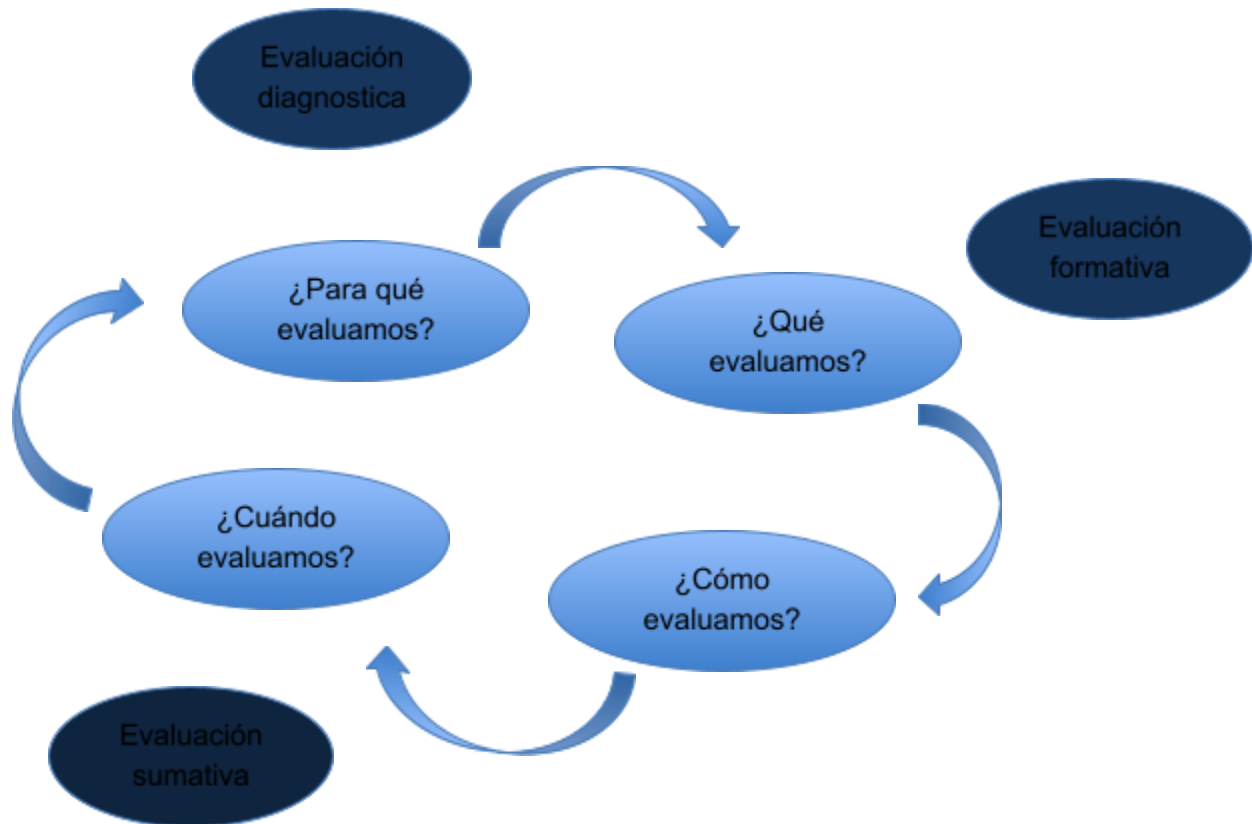 Evaluación
diagnostica
Evaluación
formativa
¿Para qué
evaluamos?
¿Qué
evaluamos?
¿Cuándo
evaluamos?
¿Cómo
evaluamos?
Evaluación
sumativa